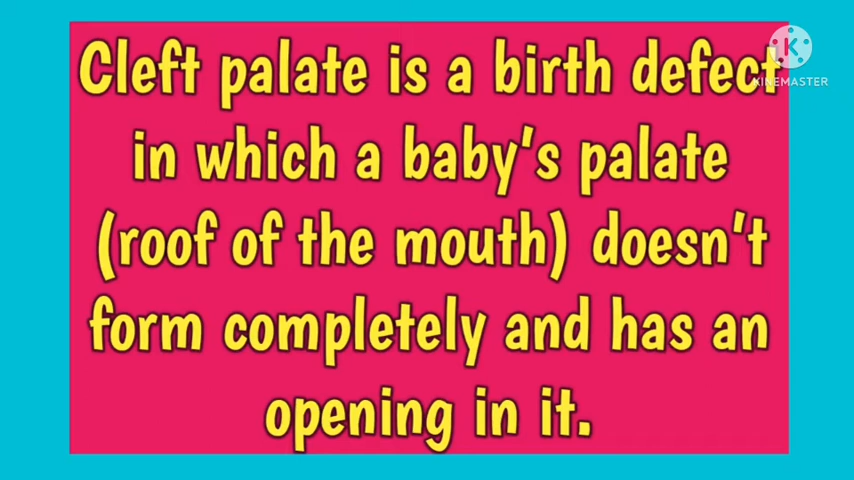 Cleft palate is a birth defect
in which a baby's palate
(roof of the mouth) doesn't
form completely and has an
opening in it.
K
KINEMASTER